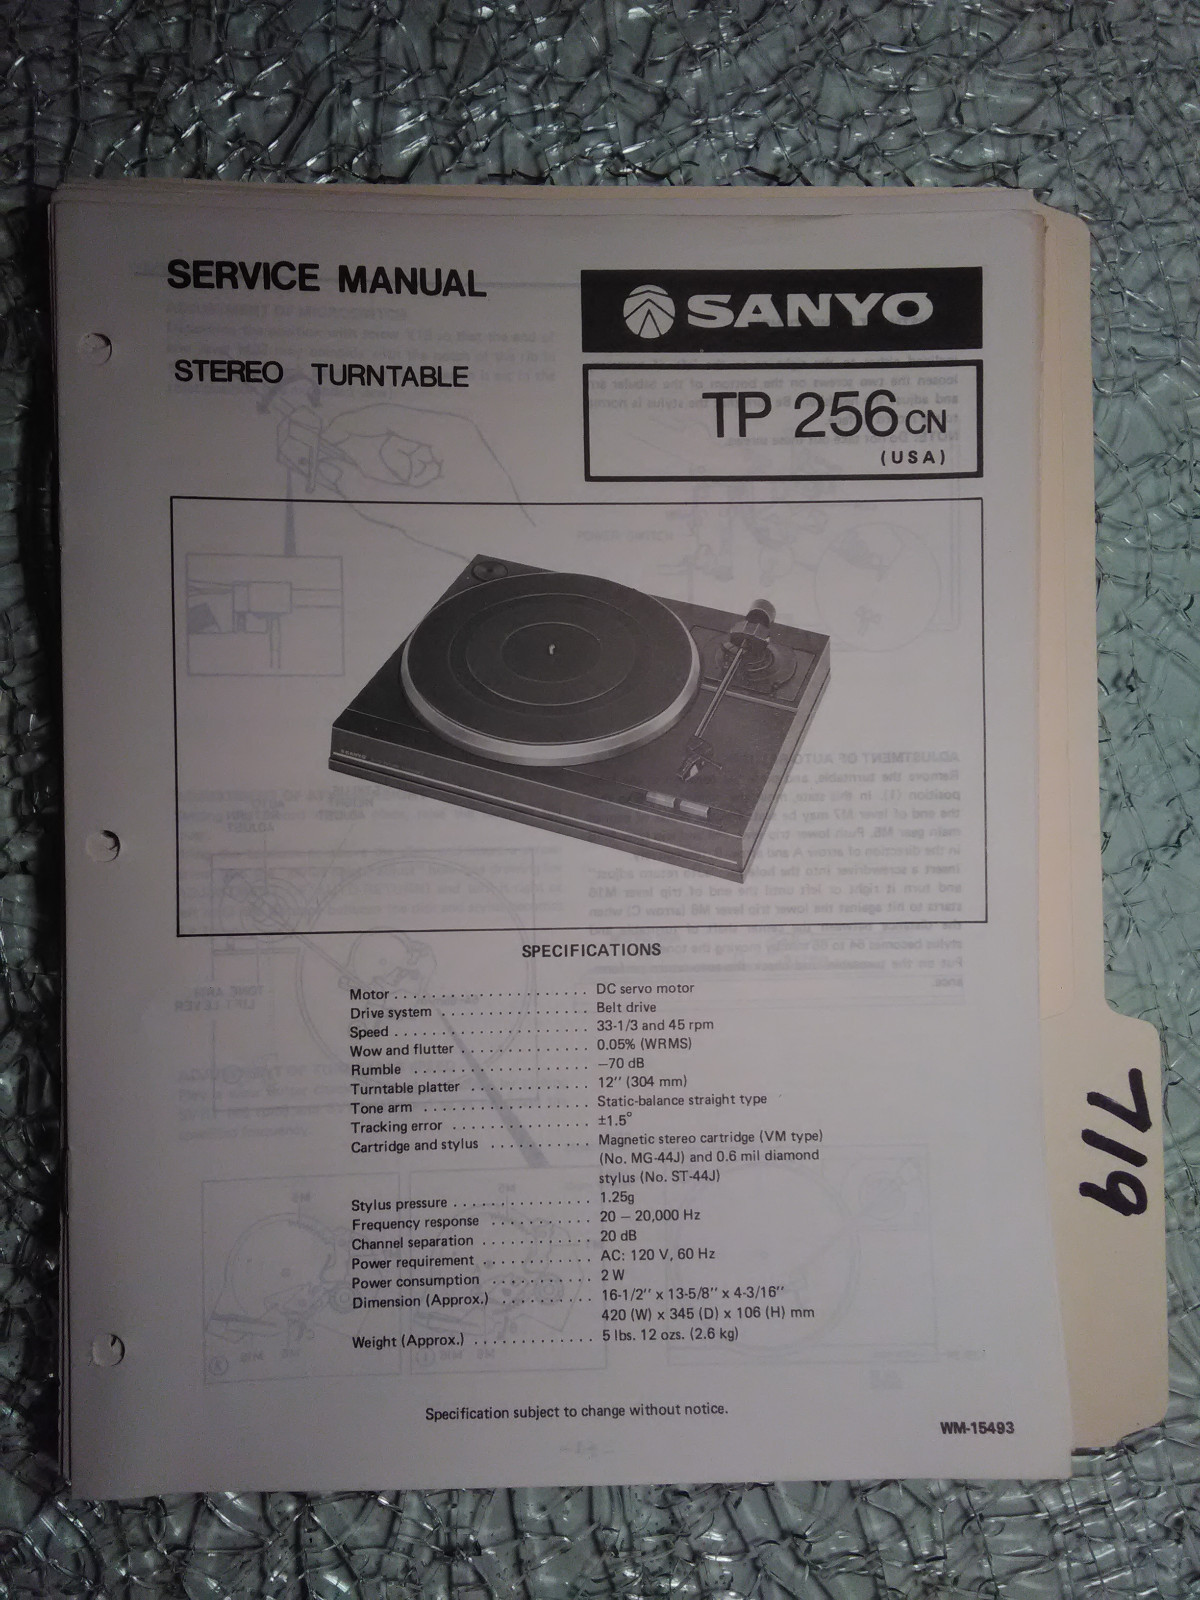 SERVICE MANUAL
SANYO
STEREO TURNTABLE
TP 256 CN
(USA)
SANYO
SPECIFICATIONS
Motor . . . . . . . . . . . . . . . . . . . . . DC servo motor
Drive system . . . . . . . . . . . . . . . . Belt drive
Speed . . . . . . . . . . . . . . . . . . . . . 33-1/3 and 45 rpm
Wow and flutter . . . . . . . . . . . . . . 0.05% (WRMS)
Rumble . . . . . . . . . . . . . . . . . . . –70 dB
Turntable platter . . . . . . . . . . . . . 12'' (304 mm)
Tone arm . . . . . . . . . . . . . . . . . . Static-balance straight type
Tracking error . . . . . . . . . . . . . . . ±1.5°
Cartridge and stylus . . . . . . . . . . . Magnetic stereo cartridge (VM type)
(No. MG-44J) and 0.6 mil diamond
stylus (No. ST-44J)
Stylus pressure . . . . . . . . . . . . . . . 1.25g
Frequency response . . . . . . . . . . . 20 – 20,000 Hz
Channel separation . . . . . . . . . . . . 20 dB
Power requirement . . . . . . . . . . . . AC: 120 V, 60 Hz
Power consumption . . . . . . . . . . . 2 W
Dimension (Approx.) . . . . . . . . . . 16-1/2'' x 13-5/8'' x 4-3/16''
420 (W) x 345 (D) x 106 (H) mm
Weight (Approx.) . . . . . . . . . . . . . 5 lbs. 12 ozs. (2.6 kg)
Specification subject to change without notice.
WM-15493
719